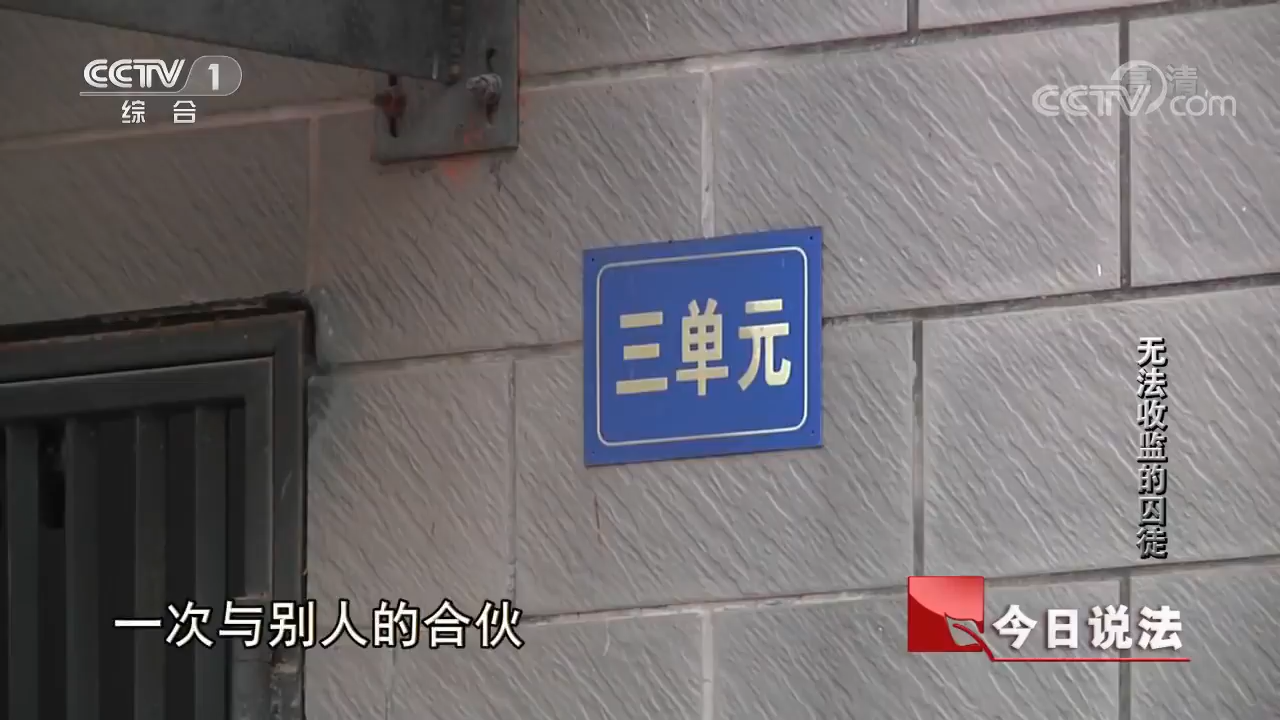 CCTV 1
综合
高清
CCTV.com
三单元
无法收监的囚徒
一次与别人的合伙
今日说法